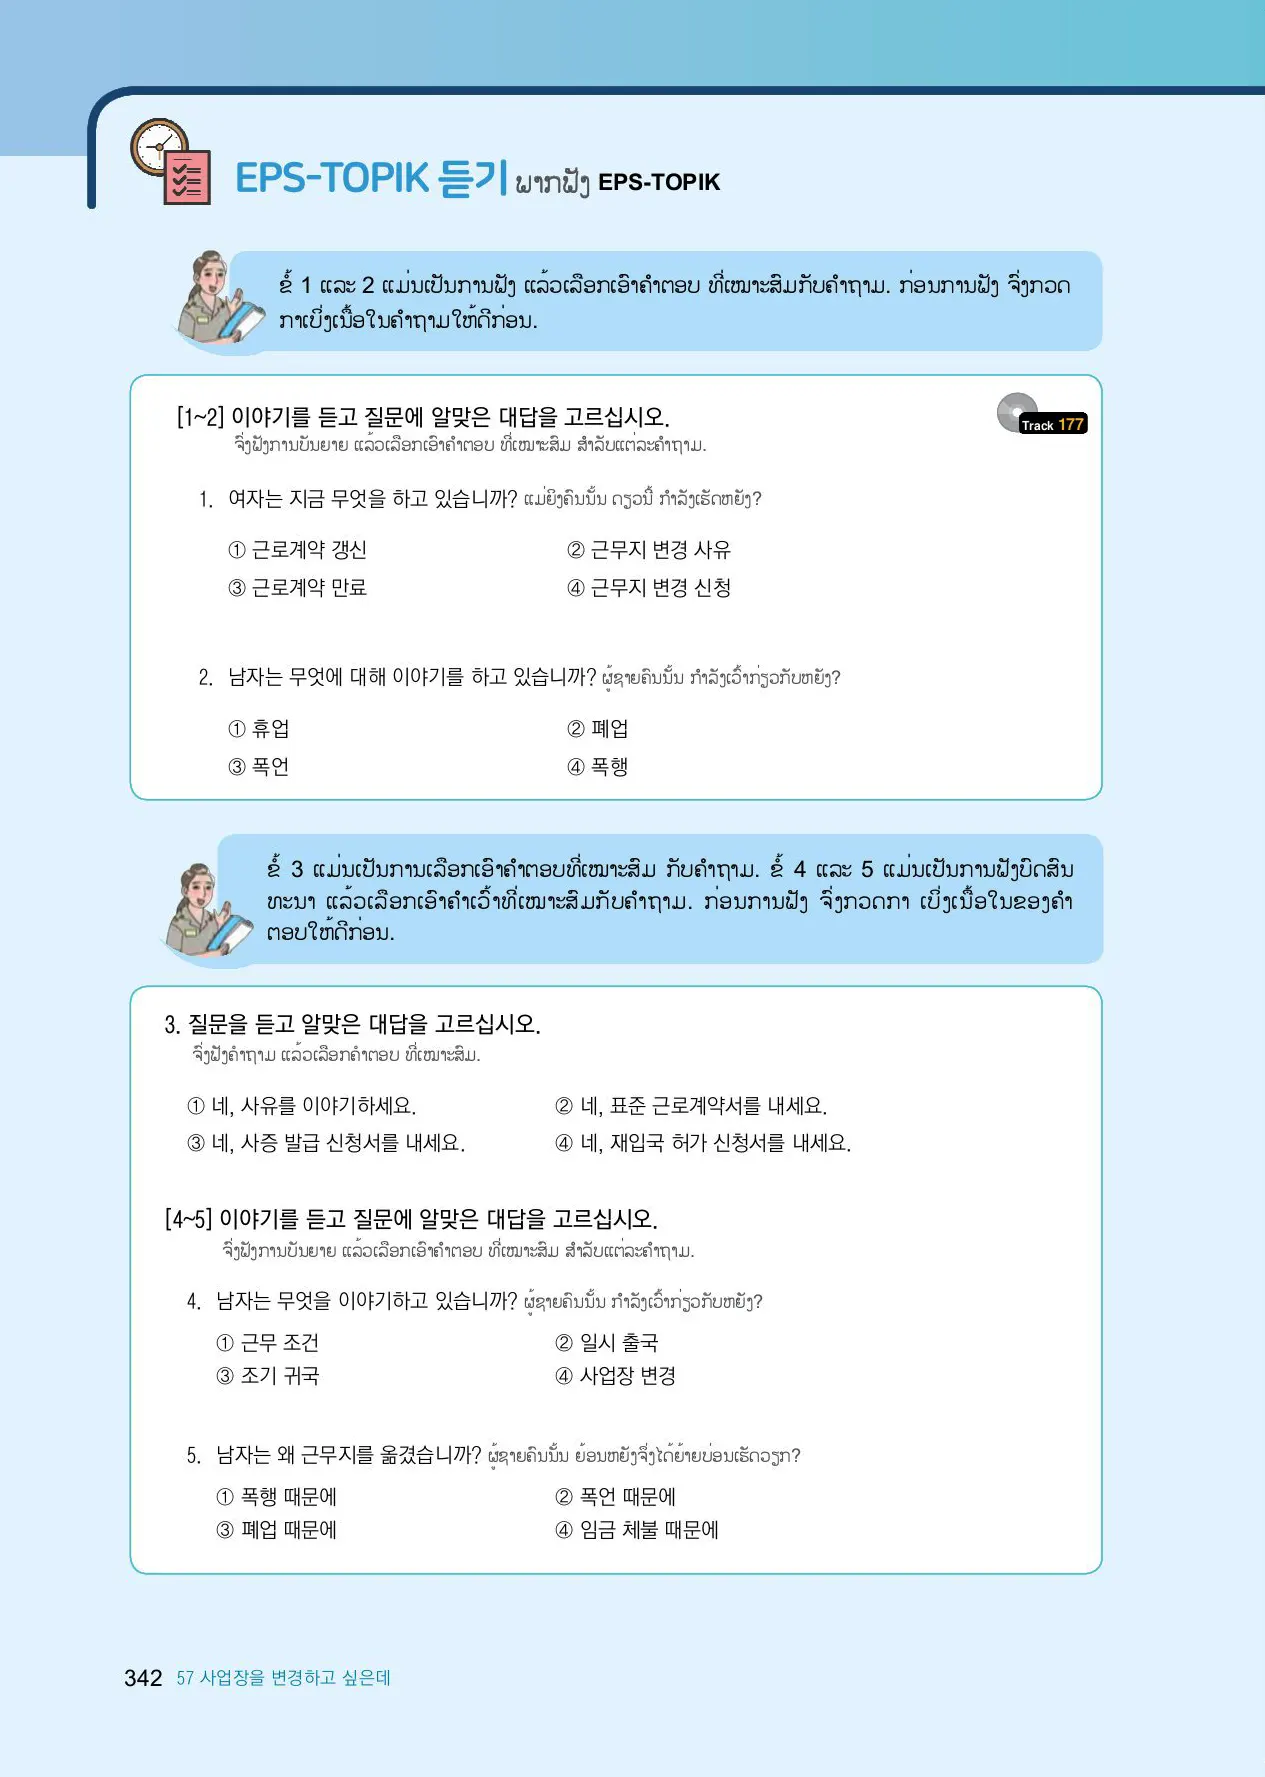 EPS-TOPIK 듣기 ພາກຟັງ EPS-TOPIK
ຂໍ້ 1 ແລະ 2 ແມ່ນເປັນການຟັງ ແລ້ວເລືອກເອົາຄຳຕອບ ທີ່ເໝາະສົມກັບຄຳຖາມ. ກ່ອນການຟັງ ຈົ່ງກວດ
ກາເບິ່ງເນື້ອໃນຄຳຖາມໃຫ້ດີກ່ອນ.
[1~2] 이야기를 듣고 질문에 알맞은 대답을 고르십시오.
Track 177
ຈົ່ງຟັງການບັນຍາຍ ແລ້ວເລືອກເອົາຄຳຕອບ ທີ່ເໝາະສົມ ສຳລັບແຕ່ລະຄຳຖາມ.
1. 여자는 지금 무엇을 하고 있습니까? ແມ່ຍິງຄົນນັ້ນ ດຽວນີ້ ກຳລັງເຮັດຫຍັງ?
① 근로계약 갱신 ② 근무지 변경 사유
③ 근로계약 만료 ④ 근무지 변경 신청
2. 남자는 무엇에 대해 이야기를 하고 있습니까? ຜູ້ຊາຍຄົນນັ້ນ ກຳລັງເວົ້າກ່ຽວກັບຫຍັງ?
① 휴업 ② 폐업
③ 폭언 ④ 폭행
ຂໍ້ 3 ແມ່ນເປັນການເລືອກເອົາຄຳຕອບທີ່ເໝາະສົມ ກັບຄຳຖາມ. ຂໍ້ 4 ແລະ 5 ແມ່ນເປັນການຟັງບົດສົນ
ທະນາ ແລ້ວເລືອກເອົາຄຳເວົ້າທີ່ເໝາະສົມກັບຄຳຖາມ. ກ່ອນການຟັງ ຈົ່ງກວດກາ ເບິ່ງເນື້ອໃນຂອງຄຳ
ຕອບໃຫ້ດີກ່ອນ.
3. 질문을 듣고 알맞은 대답을 고르십시오.
ຈົ່ງຟັງຄຳຖາມ ແລ້ວເລືອກຄຳຕອບ ທີ່ເໝາະສົມ.
① 네, 사유를 이야기하세요. ② 네, 표준 근로계약서를 내세요.
③ 네, 사증 발급 신청서를 내세요. ④ 네, 재입국 허가 신청서를 내세요.
[4~5] 이야기를 듣고 질문에 알맞은 대답을 고르십시오.
ຈົ່ງຟັງການບັນຍາຍ ແລ້ວເລືອກເອົາຄຳຕອບ ທີ່ເໝາະສົມ ສຳລັບແຕ່ລະຄຳຖາມ.
4. 남자는 무엇을 이야기하고 있습니까? ຜູ້ຊາຍຄົນນັ້ນ ກຳລັງເວົ້າກ່ຽວກັບຫຍັງ?
① 근무 조건 ② 일시 출국
③ 조기 귀국 ④ 사업장 변경
5. 남자는 왜 근무지를 옮겼습니까? ຜູ້ຊາຍຄົນນັ້ນ ຍ້ອນຫຍັງຈຶ່ງໄດ້ຍ້າຍບ່ອນເຮັດວຽກ?
① 폭행 때문에 ② 폭언 때문에
③ 폐업 때문에 ④ 임금 체불 때문에
342 57 사업장을 변경하고 싶은데